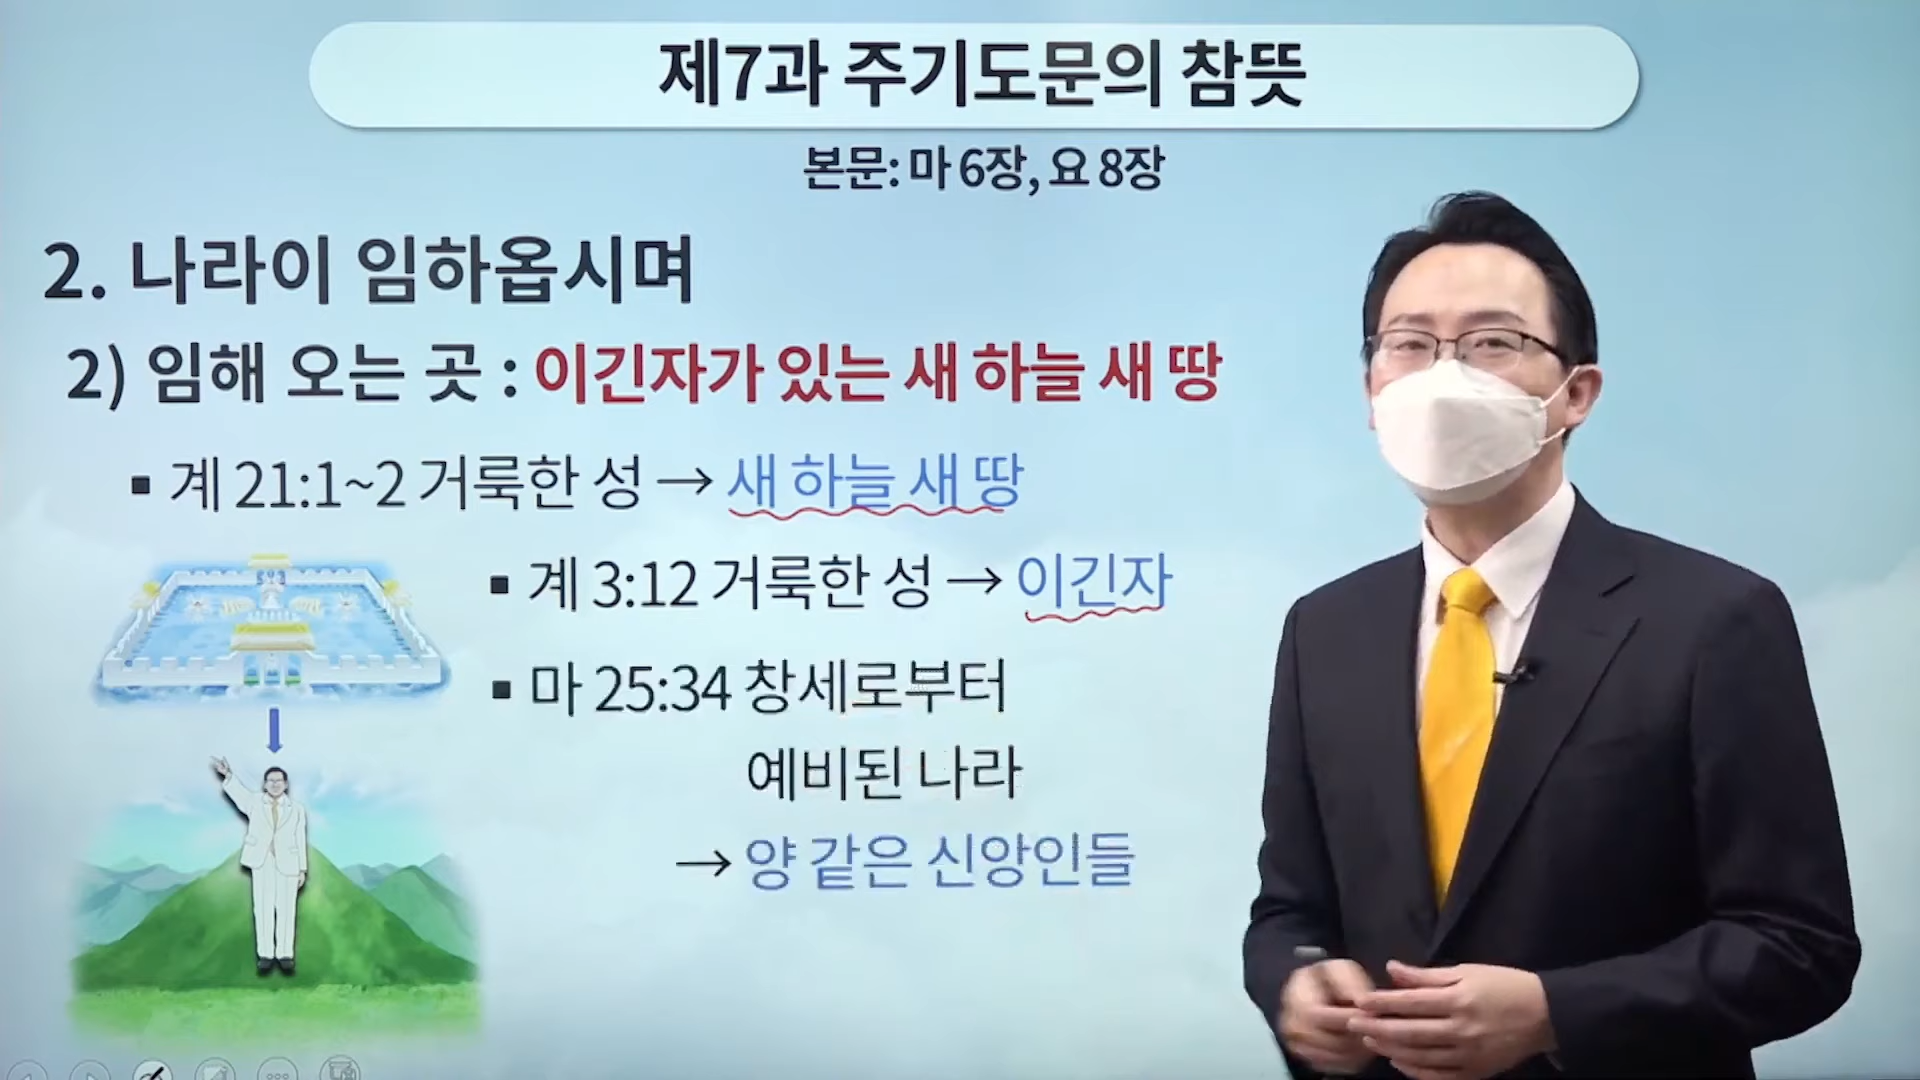 제7과 주기도문의 참뜻
본문: 마 6장, 요 8장
2. 나라이 임하옵시며
2) 임해 오는 곳 : 이긴자가 있는 새 하늘 새 땅
▪ 계 21:1~2 거룩한 성 → 새 하늘 새 땅
▪ 계 3:12 거룩한 성 → 이긴자
▪ 마 25:34 창세로부터
예비된 나라
→ 양 같은 신앙인들